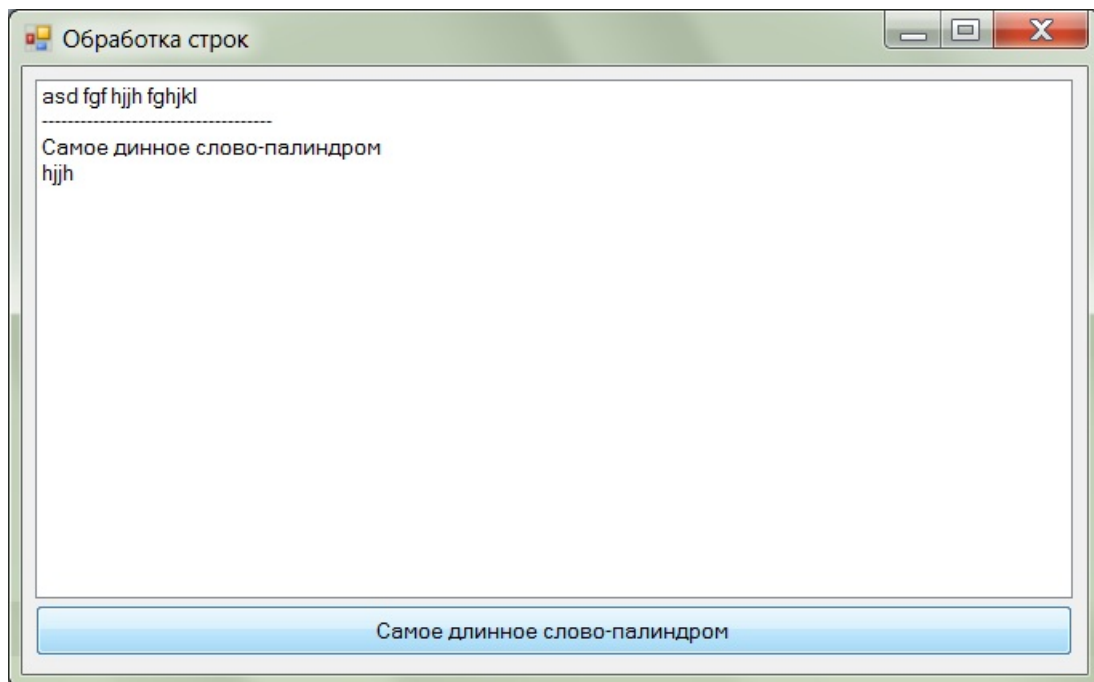 Обработка строк
asd fgf hjjh fghjkl
------------------------------------
Самое динное слово-палиндром
hjjh
Самое длинное слово-палиндром